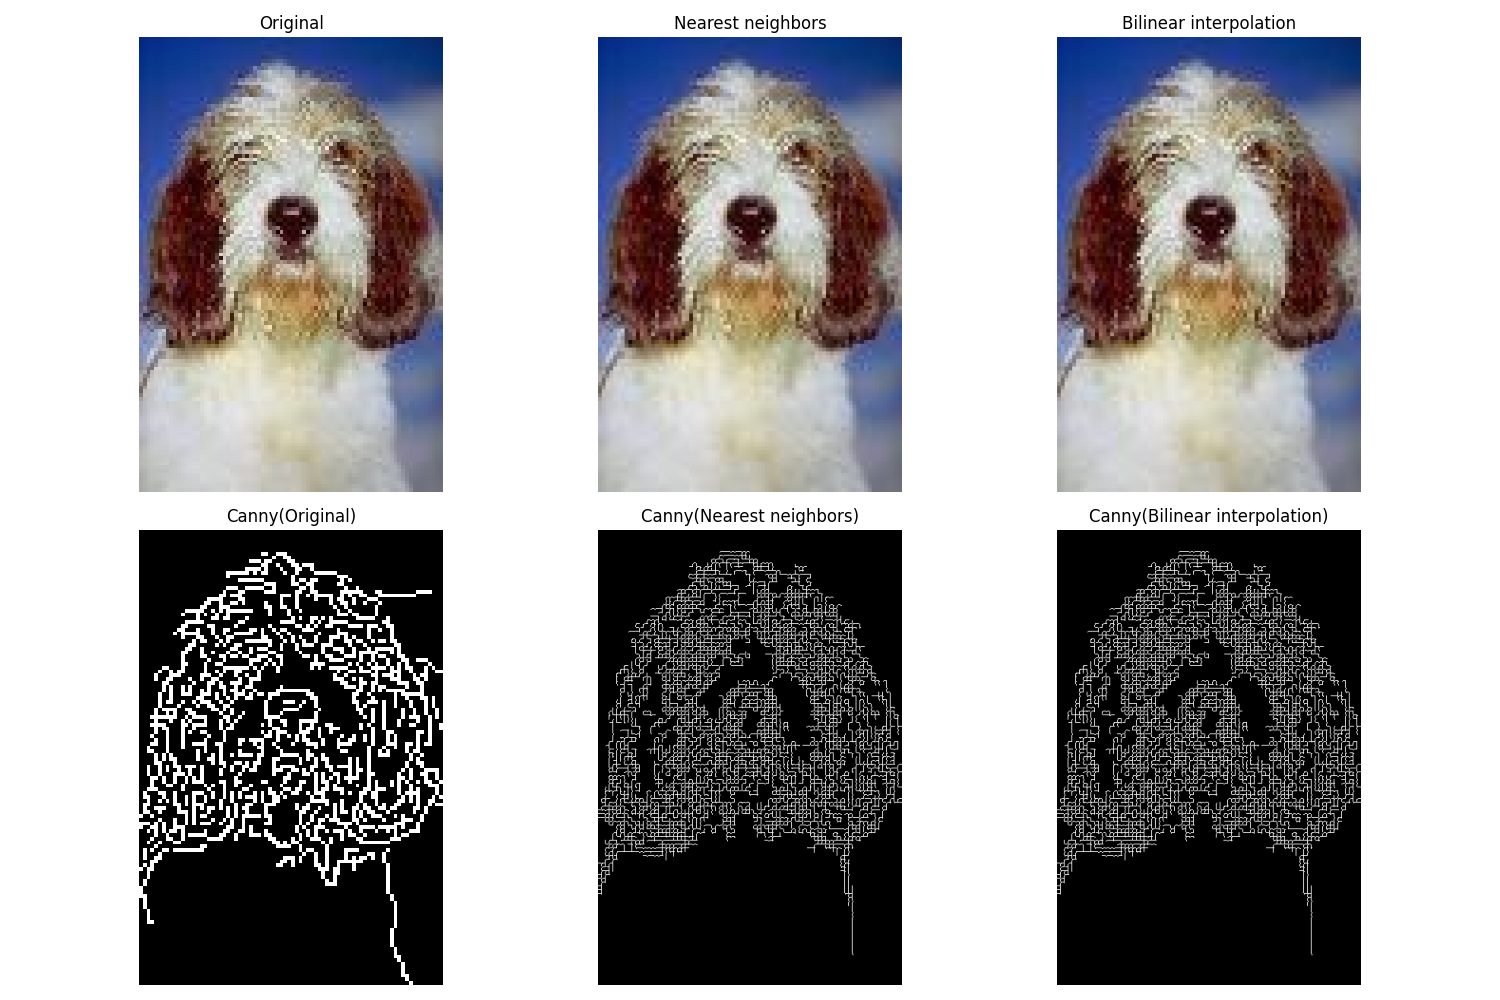 Original
Nearest neighbors
Bilinear interpolation
Canny(Original)
Canny(Nearest neighbors)
Canny(Bilinear interpolation)